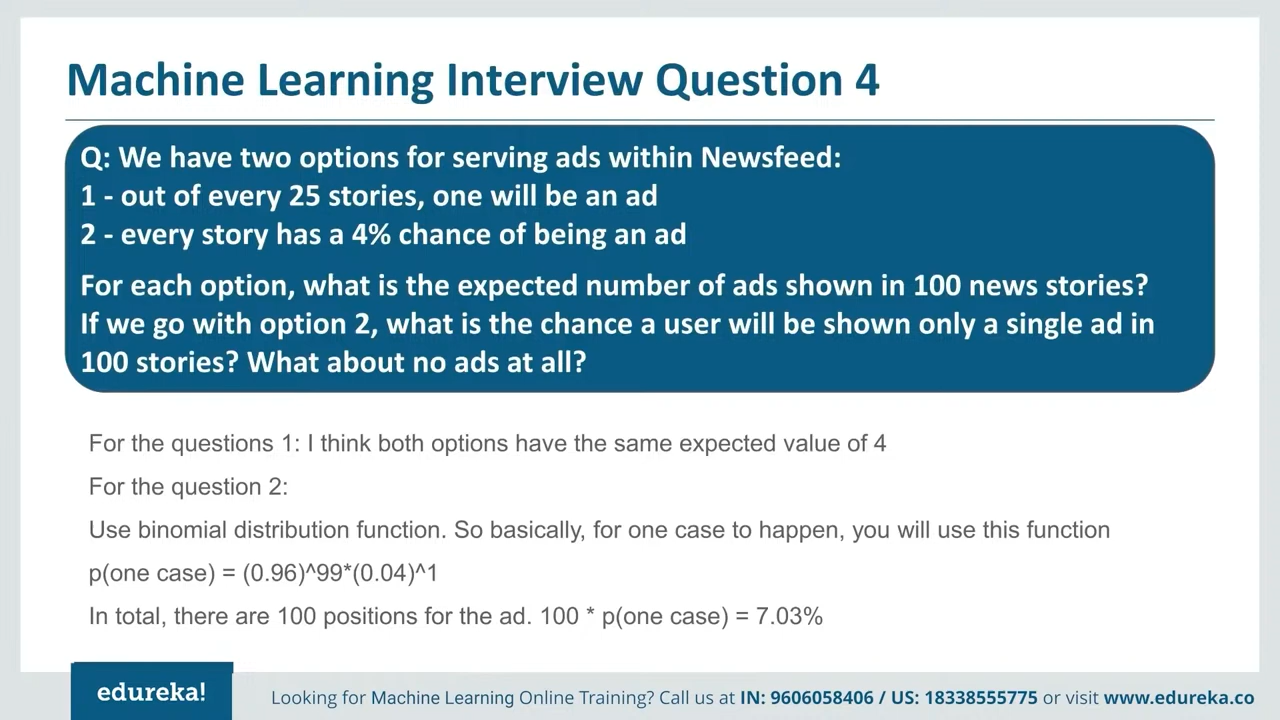 Machine Learning Interview Question 4
Q: We have two options for serving ads within Newsfeed:
1 - out of every 25 stories, one will be an ad
2 - every story has a 4% chance of being an ad
For each option, what is the expected number of ads shown in 100 news stories?
If we go with option 2, what is the chance a user will be shown only a single ad in
100 stories? What about no ads at all?
For the questions 1: I think both options have the same expected value of 4
For the question 2:
Use binomial distribution function. So basically, for one case to happen, you will use this function
p(one case) = (0.96)^99*(0.04)^1
In total, there are 100 positions for the ad. 100 * p(one case) = 7.03%
edureka!
Looking for Machine Learning Online Training? Call us at IN: 9606058406 / US: 18338555775 or visit www.edureka.co